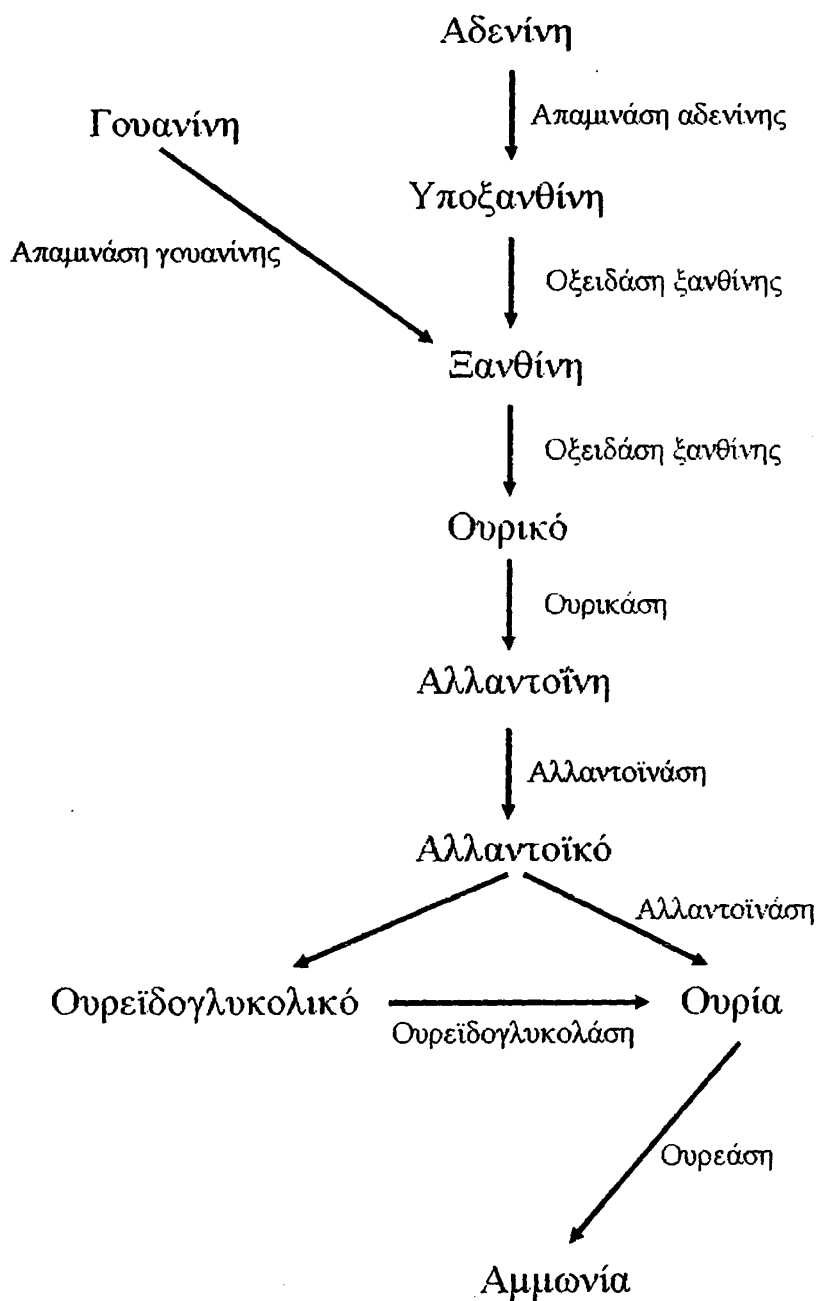 Αδενίνη
Απαμινάση αδενίνης
Γουανίνη
Υποξανθίνη
Απαμινάση γουανίνης
Οξειδάση ξανθίνης
Ξανθίνη
Οξειδάση ξανθίνης
Ουρικό
Ουρικάση
Αλλαντοΐνη
Αλλαντοϊνάση
Αλλαντοϊκό
Αλλαντοϊνάση
Ουρεϊδογλυκολικό
Ουρία
Ουρεϊδογλυκολάση
Ουρεάση
Αμμωνία